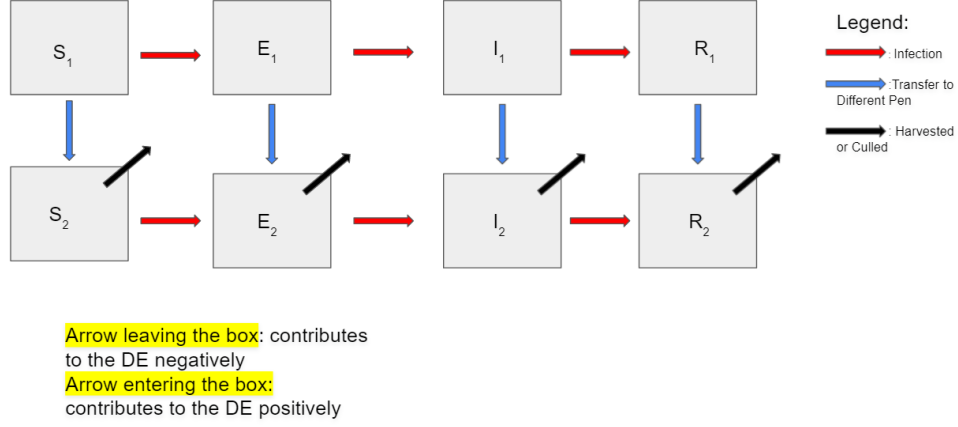 S1
E1
I1
R1
S2
E2
I2
R2
Legend:
: Infection
:Transfer to
Different Pen
: Harvested
or Culled
Arrow leaving the box: contributes
to the DE negatively
Arrow entering the box:
contributes to the DE positively